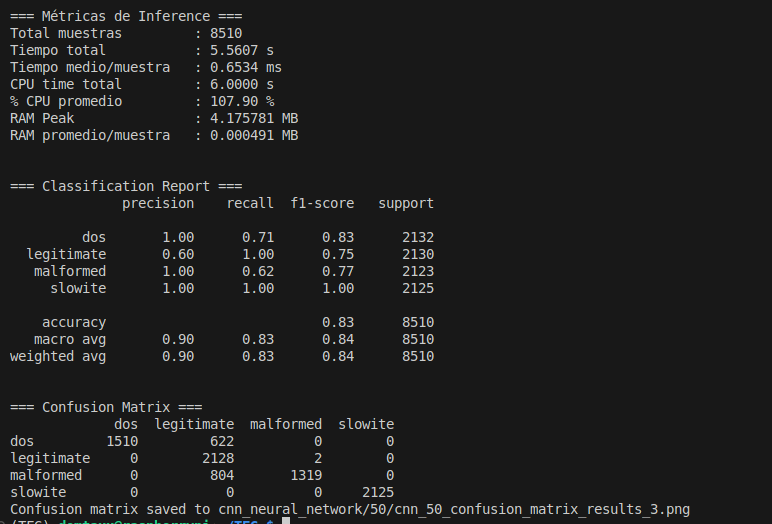 === Métricas de Inference ===
Total muestras         : 8510
Tiempo total           : 5.5607 s
Tiempo medio/muestra   : 0.6534 ms
CPU time total         : 6.0000 s
% CPU promedio         : 107.90 %
RAM Peak               : 4.175781 MB
RAM promedio/muestra   : 0.000491 MB
=== Classification Report ===
              precision    recall  f1-score   support
         dos       1.00      0.71      0.83      2132
  legitimate       0.60      1.00      0.75      2130
   malformed       1.00      0.62      0.77      2123
    slowite       1.00      1.00      1.00      2125
    accuracy                           0.83      8510
   macro avg       0.90      0.83      0.84      8510
weighted avg       0.90      0.83      0.84      8510
=== Confusion Matrix ===
             dos  legitimate  malformed  slowite
dos         1510         622          0        0
legitimate     0        2128          2        0
malformed      0         804       1319        0
slowite        0           0          0     2125
Confusion matrix saved to cnn_neural_network/50/cnn_50_confusion_matrix_results_3.png